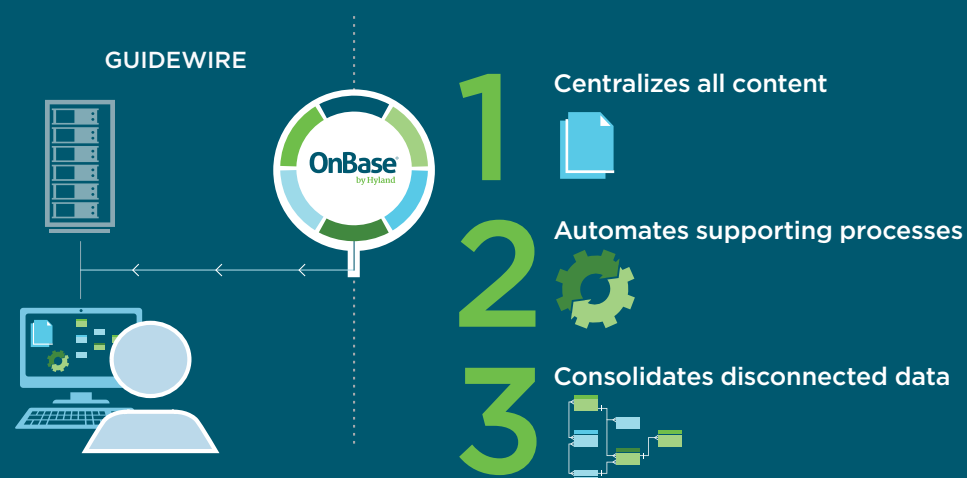 GUIDEWIRE
OnBase®
by Hyland
1
Centralizes all content
2
Automates supporting processes
3
Consolidates disconnected data